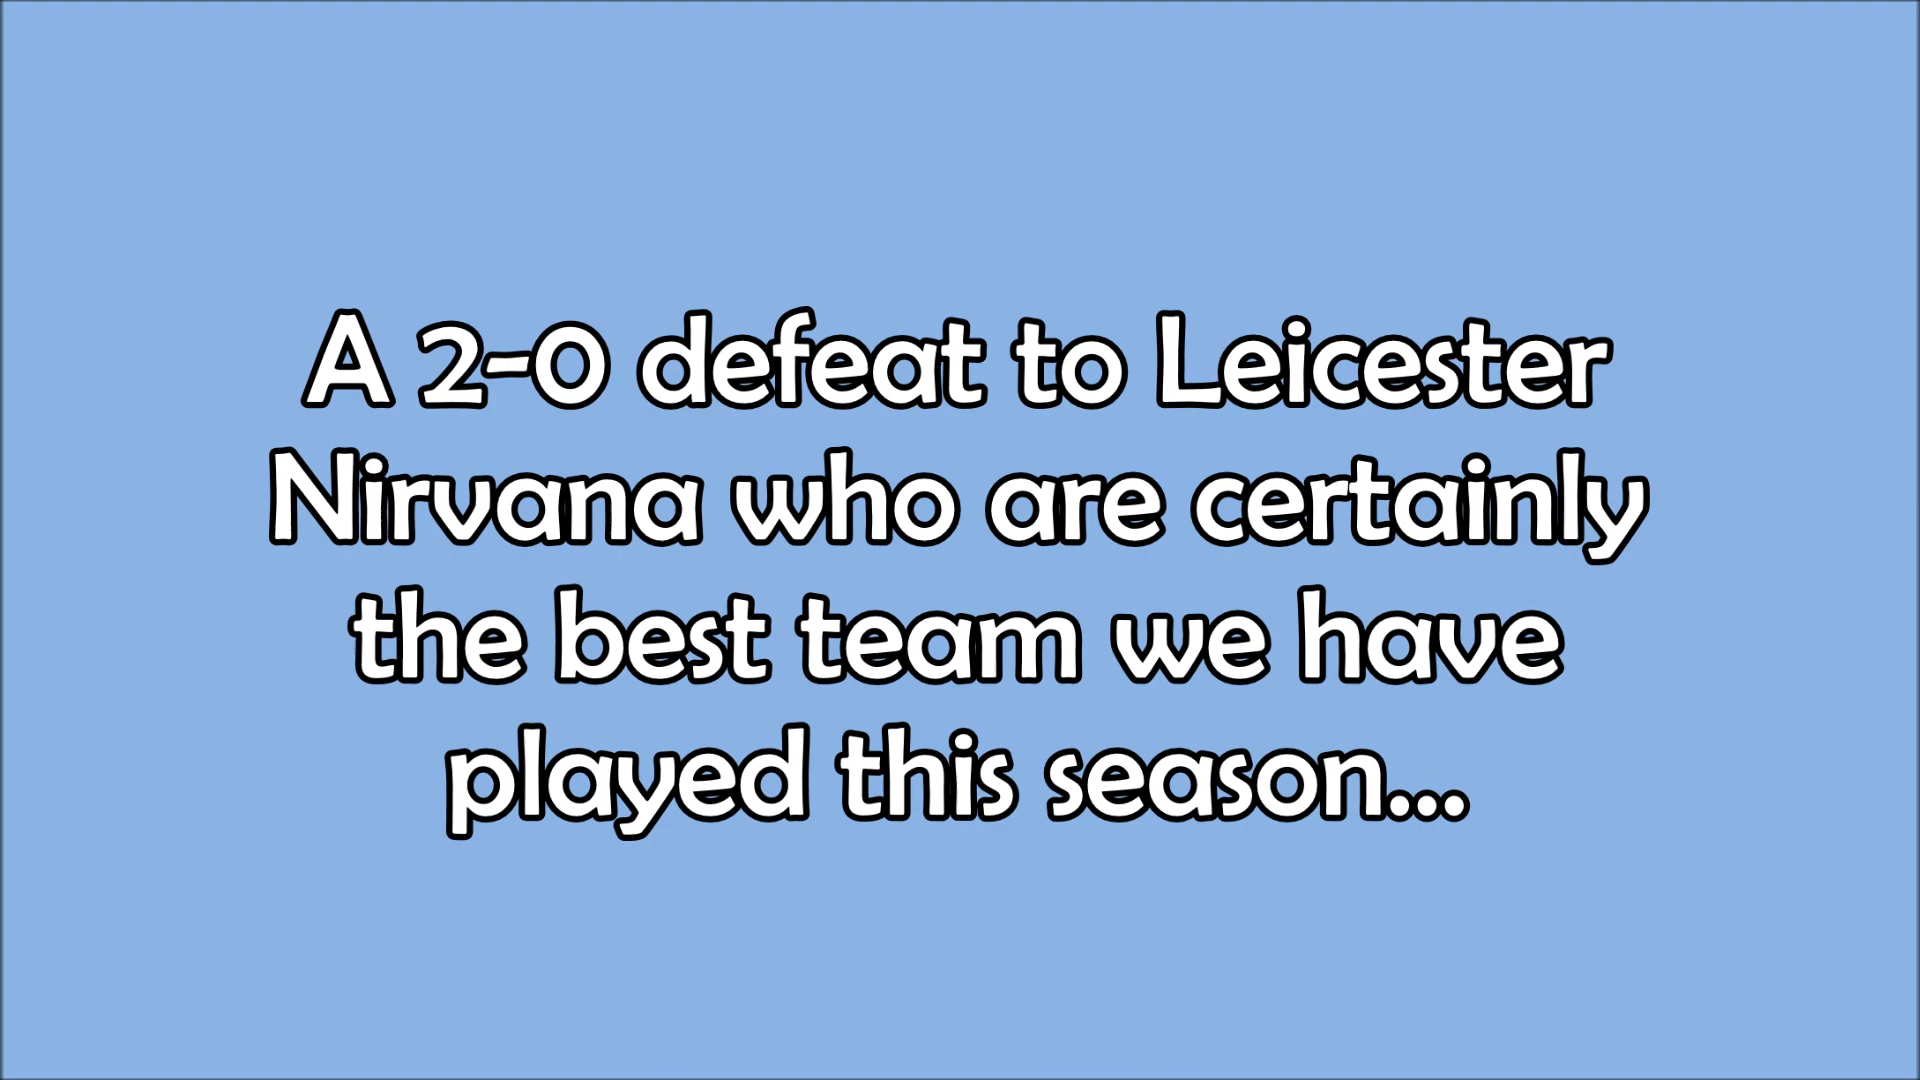 A 2-0 defeat to Leicester
Nirvana who are certainly
the best team we have
played this season...